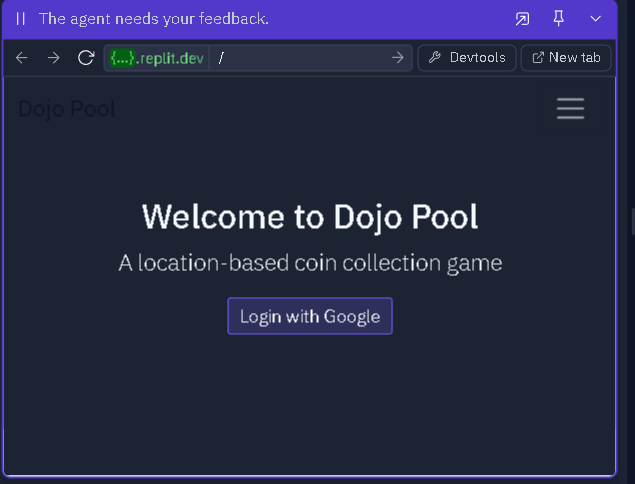 The agent needs your feedback.
{...}.replit.dev / Devtools New tab
Dojo Pool
Welcome to Dojo Pool
A location-based coin collection game
Login with Google